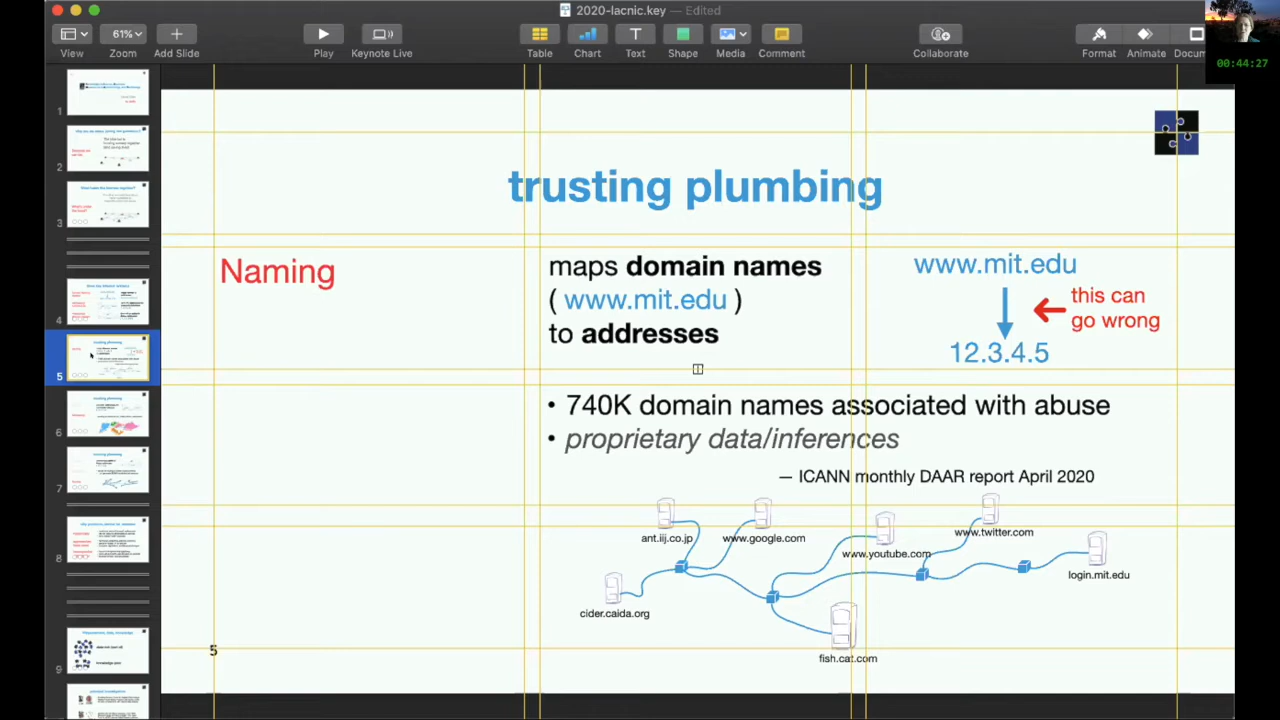 2020-lacnic.key — Edited
61%
View
Zoom
Add Slide
Play
Keynote Live
Table
Chart
Text
Shape
Media
Comment
Collaborate
Format
Animate
Docum
00:44:27
1
2
3
4
5
6
7
8
9
trusting plumbing
Naming
maps domain names
( www.mit.edu )
to addresses
www.mit.edu
this can
go wrong
12.3.4.5
• 740K domain names associated with abuse
• proprietary data/inferences
— ICANN monthly DAAR report April 2020
ant.iij.co.jp
www.google.com
www.youtube.com
www.twitter.com
login.mit.edu
cider.caida.org
fish.cat.com
5